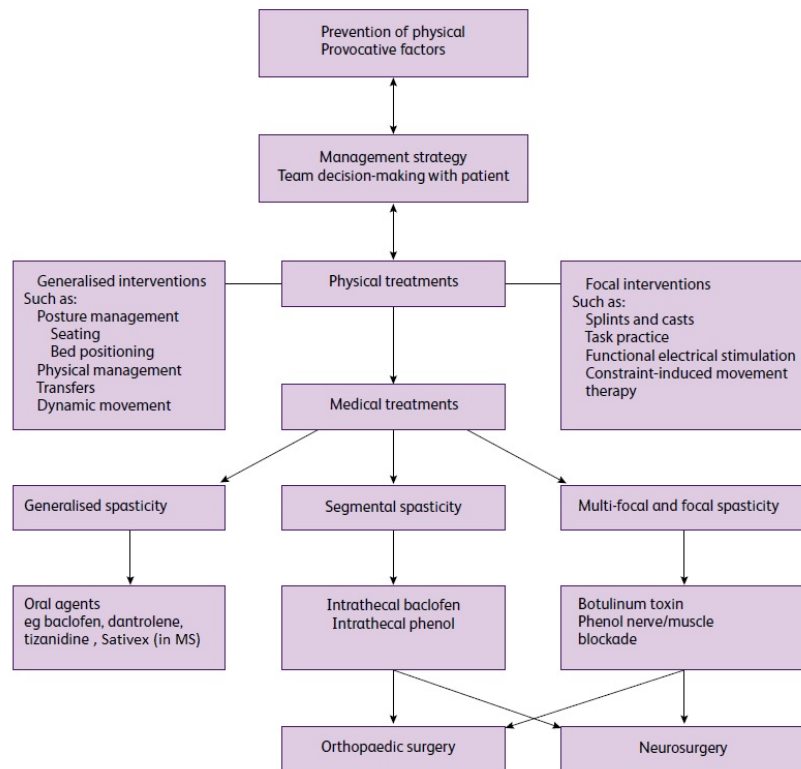 Prevention of physical
Provocative factors
Management strategy
Team decision-making with patient
Generalised interventions
Such as:
Posture management
Seating
Bed positioning
Physical management
Transfers
Dynamic movement
Physical treatments
Focal interventions
Such as:
Splints and casts
Task practice
Functional electrical stimulation
Constraint-induced movement
therapy
Medical treatments
Generalised spasticity
Segmental spasticity
Multi-focal and focal spasticity
Oral agents
eg baclofen, dantrolene,
tizanidine , Sativex (in MS)
Intrathecal baclofen
Intrathecal phenol
Botulinum toxin
Phenol nerve/muscle
blockade
Orthopaedic surgery
Neurosurgery